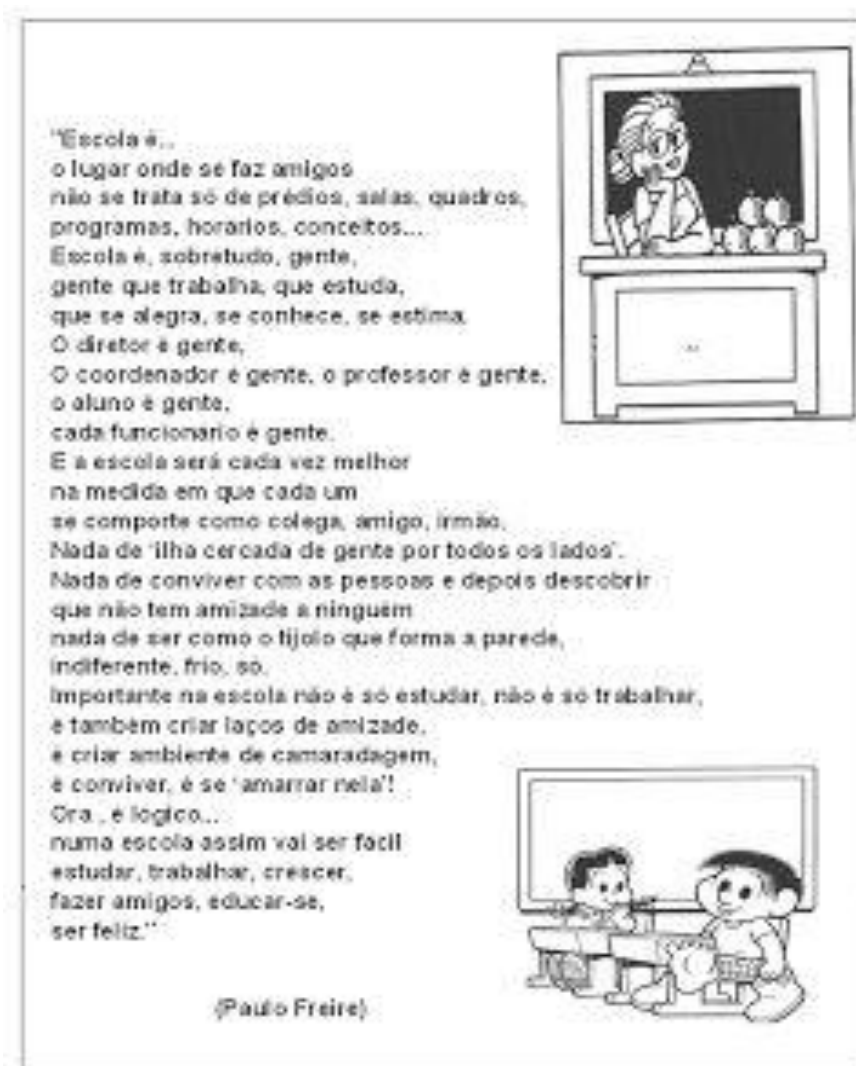 "Escola é...
o lugar onde se faz amigos
não se trata só de prédios, salas, quadros,
programas, horários, conceitos...
Escola é, sobretudo, gente,
gente que trabalha, que estuda,
que se alegra, se conhece, se estima.
O diretor é gente,
O coordenador é gente, o professor é gente,
o aluno é gente,
cada funcionário é gente.
E a escola será cada vez melhor
na medida em que cada um
se comporte como colega, amigo, irmão.
Nada de 'ilha cercada de gente por todos os lados'.
Nada de conviver com as pessoas e depois descobrir
que não tem amizade a ninguém
nada de ser como o tijolo que forma a parede,
indiferente, frio, só.
Importante na escola não é só estudar, não é só trabalhar,
é também criar laços de amizade,
é criar ambiente de camaradagem,
é conviver, é se 'amarrar nela'!
Ora , é lógico...
numa escola assim vai ser fácil
estudar, trabalhar, crescer,
fazer amigos, educar-se,
ser feliz."
(Paulo Freire)